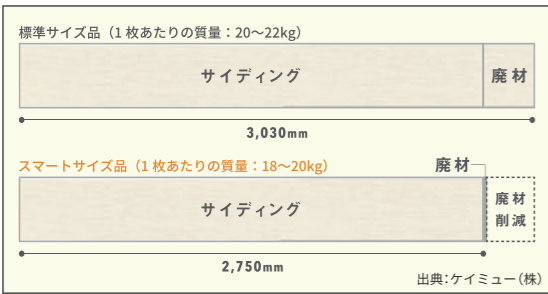 標準サイズ品（1枚あたりの質量：20〜22kg）
サイディング 廃材
3,030mm
スマートサイズ品（1枚あたりの質量：18〜20kg） 廃材
サイディング 廃材
削減
2,750mm
出典：ケイミュー（株）